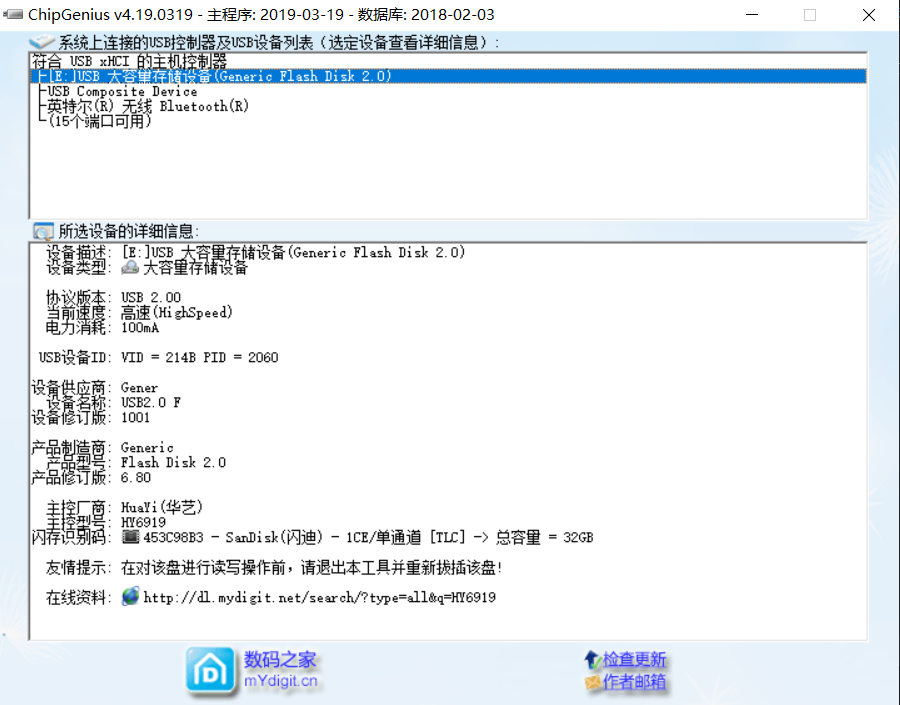 ChipGenius v4.19.0319 - 主程序: 2019-03-19 - 数据库: 2018-02-03
系统上连接的USB控制器及USB设备列表（选定设备查看详细信息）:
符合 USB xHCI 的主机控制器
├[E:]USB 大容量存储设备(Generic Flash Disk 2.0)
├USB Composite Device
├英特尔(R) 无线 Bluetooth(R)
└(15个端口可用)
所选设备的详细信息:
设备描述: [E:]USB 大容量存储设备(Generic Flash Disk 2.0)
设备类型: 大容量存储设备
协议版本: USB 2.00
当前速度: 高速(HighSpeed)
电力消耗: 100mA
USB设备ID: VID = 214B PID = 2060
设备供应商: Gener
设备名称: USB2.0 F
设备修订版: 1001
产品制造商: Generic
产品型号: Flash Disk 2.0
产品修订版: 6.80
主控厂商: HuaYi(华艺)
主控型号: HY6919
闪存识别码: 453C98B3 - SanDisk(闪迪) - 1CE/单通道 [TLC] -> 总容量 = 32GB
友情提示: 在对该盘进行读写操作前，请退出本工具并重新拔插该盘!
在线资料: http://dl.mydigit.net/search/?type=all&q=HY6919
数码之家 检查更新
mYdigit.cn 作者邮箱